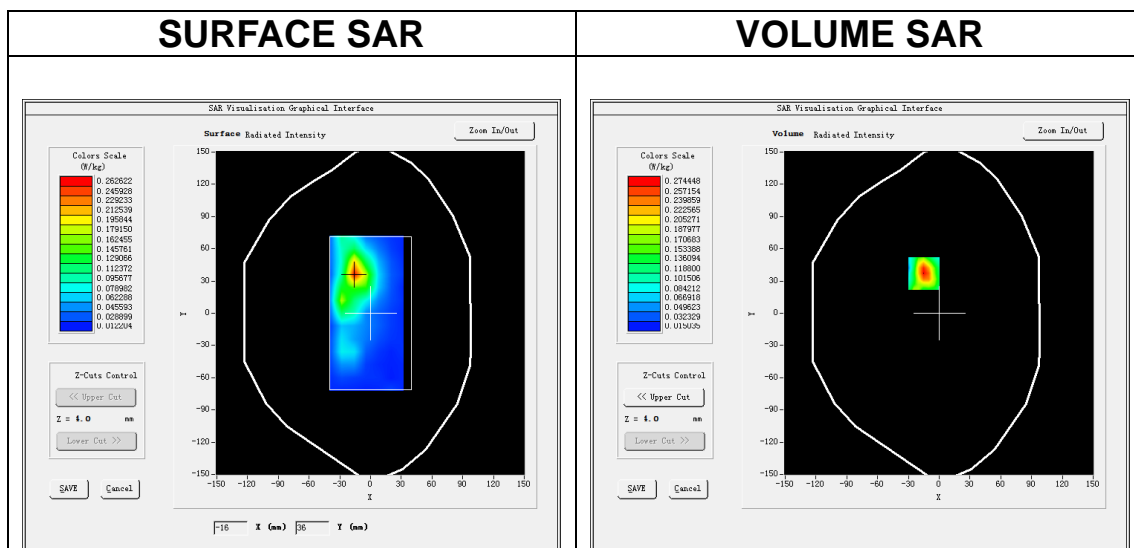 SURFACE SAR
VOLUME SAR
SAR Visualisation Graphical Interface
Surface Radiated Intensity
Zoom In/Out
Colors Scale
(W/kg)
0.262622
0.245928
0.229233
0.212539
0.195844
0.179150
0.162455
0.145761
0.129066
0.112372
0.095677
0.078982
0.062288
0.045593
0.028899
0.012204
150
120
90
60
30
0
-30
-60
-90
-120
-150
Y
-150 -120 -90 -60 -30 0 30 60 90 120 150
X
Z-Cuts Control
<< Upper Cut
Z = 4.0 mm
Lower Cut >>
SAVE Cancel
-16 X (mm) 36 Y (mm)
SAR Visualisation Graphical Interface
Volume Radiated Intensity
Zoom In/Out
Colors Scale
(W/kg)
0.274448
0.257154
0.239859
0.222565
0.205271
0.187977
0.170683
0.153388
0.136094
0.118800
0.101506
0.084212
0.066918
0.049623
0.032329
0.015035
150
120
90
60
30
0
-30
-60
-90
-120
-150
Y
-150 -120 -90 -60 -30 0 30 60 90 120 150
X
Z-Cuts Control
<< Upper Cut
Z = 4.0 mm
Lower Cut >>
SAVE Cancel